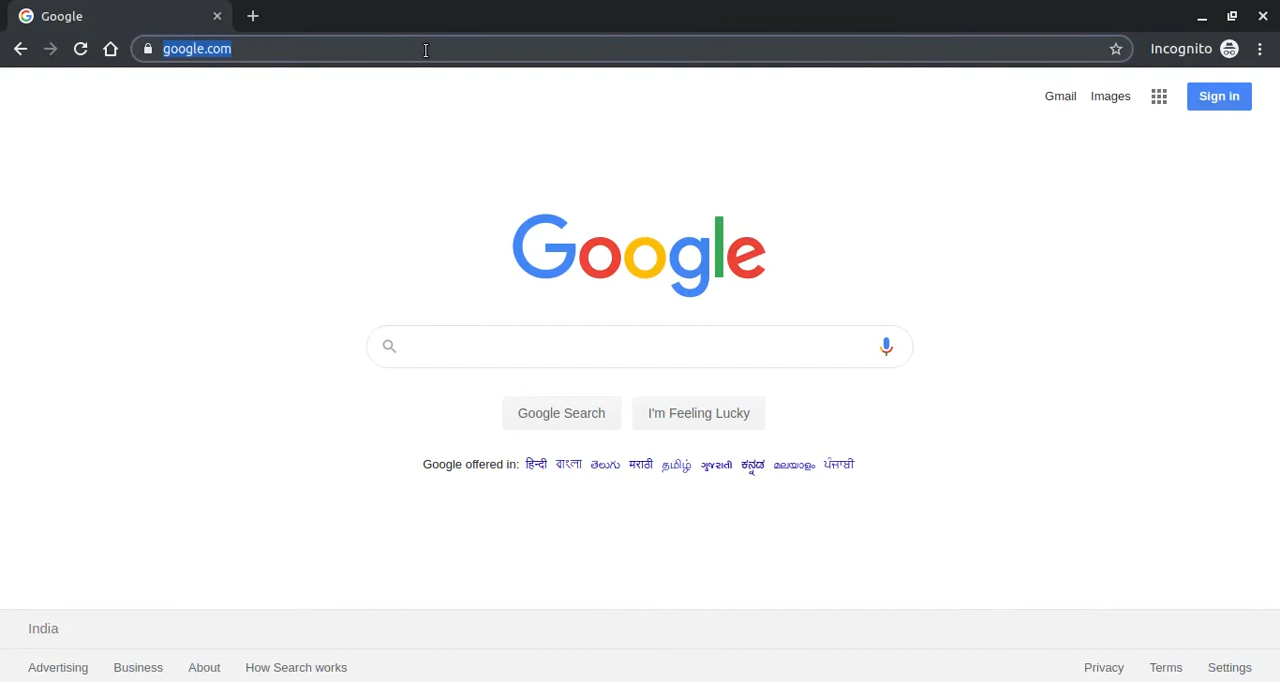 Google
google.com
Incognito
Gmail Images Sign in
Google
Google Search I'm Feeling Lucky
Google offered in: हिन्दी বাংলা తెలుగు मराठी தமிழ் ગુજરાતી ಕನ್ನಡ മലയാളം ਪੰਜਾਬੀ
India
Advertising Business About How Search works Privacy Terms Settings